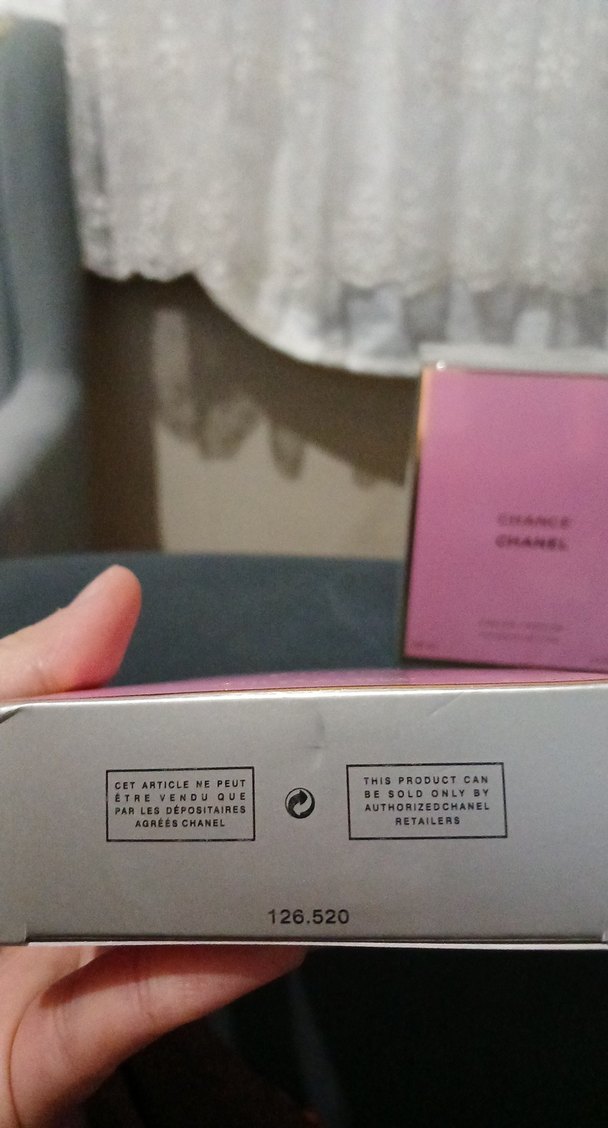 CHANCE
CHANEL
CET ARTICLE NE PEUT
ÊTRE VENDU QUE
PAR LES DÉPOSITAIRES
AGRÉÉS CHANEL
THIS PRODUCT CAN
BE SOLD ONLY BY
AUTHORIZEDCHANEL
RETAILERS
126.520